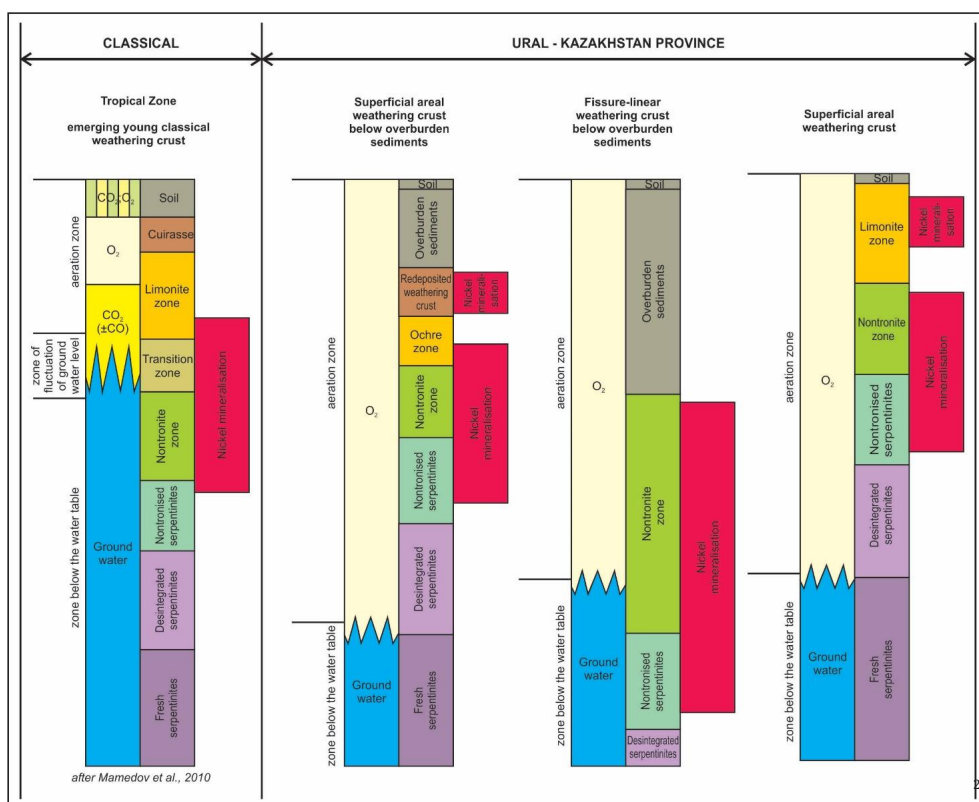 CLASSICAL
URAL - KAZAKHSTAN PROVINCE
Tropical Zone
emerging young classical
weathering crust
Superficial area
weathering crust
below overburden
sediments
Fissure-linear
weathering crust
below overburden
sediments
Superficial area
weathering crust
aeration zone
zone of
fluctuation
of ground
water level
zone below the water table
CO₂;O₂
O₂
CO₂
(±CO)
Ground
water
Soil
Cuirasse
Limonite
zone
Transition
zone
Nontronite
zone
Nontronised
serpentinites
Desintegrated
serpentinites
Fresh
serpentinites
Nickel mineralisation
after Mamedov et al., 2010
aeration zone
zone below the water table
O₂
Ground
water
Soil
Overburden
sediments
Redeposited
weathering
crust
Ochre
zone
Nontronite
zone
Nontronised
serpentinites
Desintegrated
serpentinites
Fresh
serpentinites
Nickel
minerali-
sation
Nickel
mineralisation
aeration zone
zone below the water table
O₂
Ground
water
Soil
Overburden
sediments
Nontronite
zone
Nontronised
serpentinites
Desintegrated
serpentinites
Nickel
mineralisation
aeration zone
zone below the water table
O₂
Ground
water
Soil
Limonite
zone
Nontronite
zone
Nontronised
serpentinites
Desintegrated
serpentinites
Fresh
serpentinites
Nickel
minerali-
sation
Nickel
mineralisation